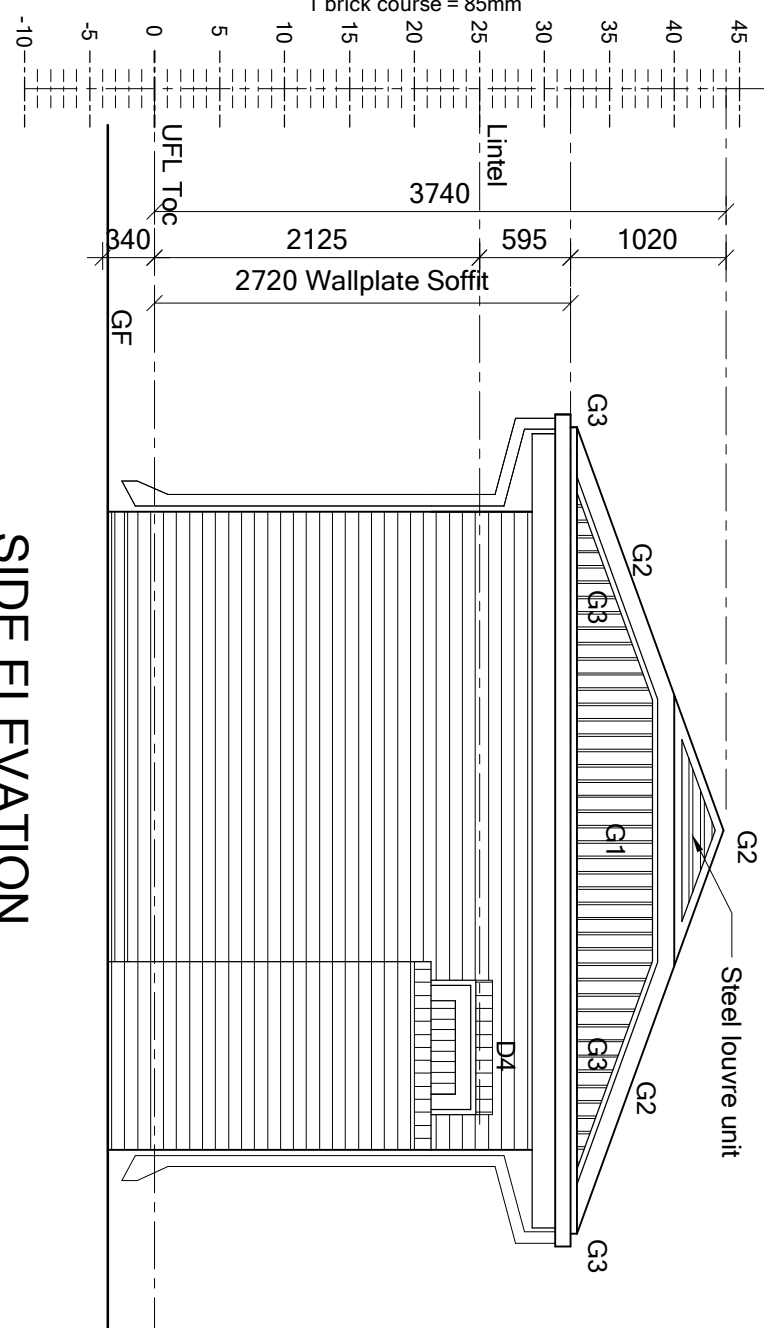 1 brick course = 85mm
-10
-5
0
5
10
15
20
25
30
35
40
45
UFL Toc
Lintel
3740
340
2125
595
1020
2720 Wallplate Soffit
GF
G3
G2
G3
G1
G2
Steel louvre unit
D4
G3
G2
G3
SIDE ELEVATION